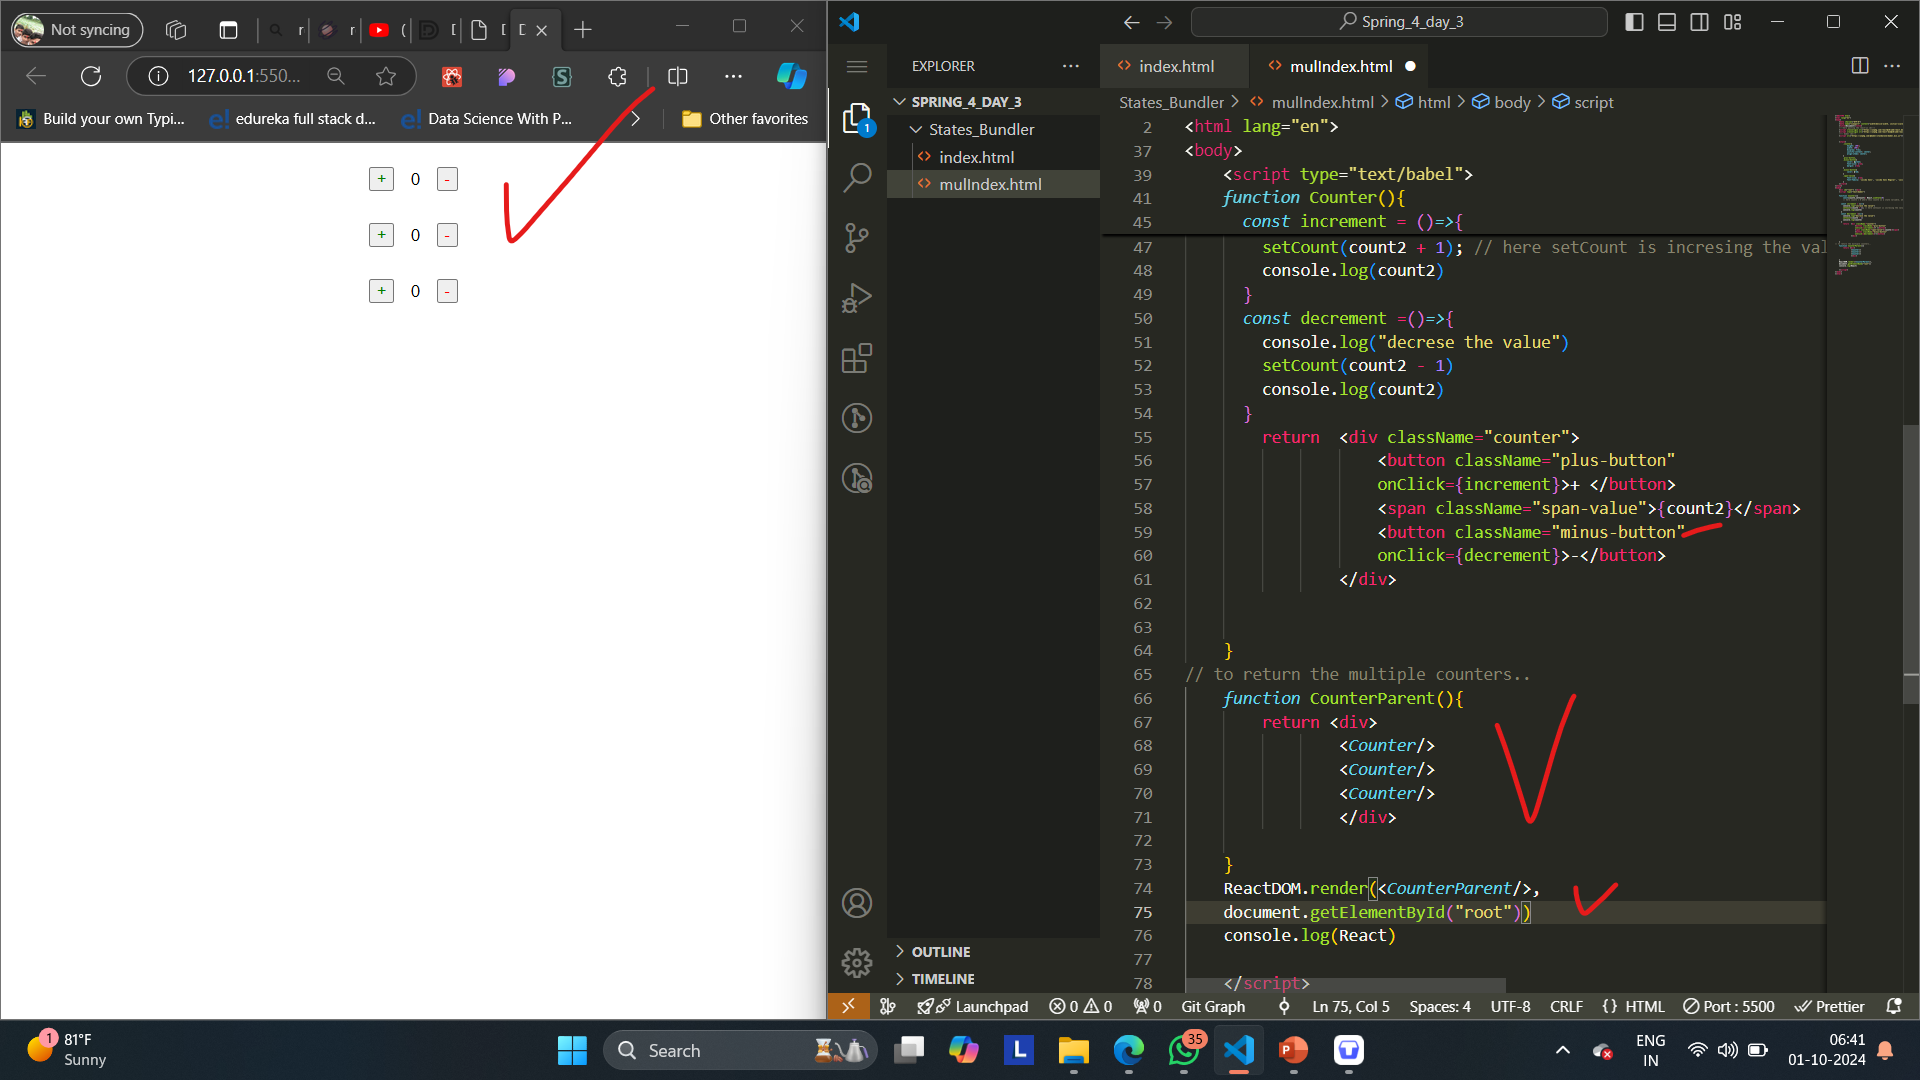 Not syncing
127.0.0.1:550...
Build your own Typi...
edureka full stack d...
Data Science With P...
Other favorites
+ 0 -
+ 0 -
+ 0 -
Spring_4_day_3
EXPLORER
SPRING_4_DAY_3
States_Bundler
index.html
mulIndex.html
1
OUTLINE
TIMELINE
index.html
mulIndex.html
States_Bundler > mulIndex.html > html > body > script
2 <html lang="en">
37 <body>
39 <script type="text/babel">
41 function Counter(){
45 const increment = ()=>{
47 setCount(count2 + 1); // here setCount is incresing the val
48 console.log(count2)
49 }
50 const decrement =()=>{
51 console.log("decrese the value")
52 setCount(count2 - 1)
53 console.log(count2)
54 }
55 return <div className="counter">
56 <button className="plus-button"
57 onClick={increment}>+ </button>
58 <span className="span-value">{count2}</span>
59 <button className="minus-button"
60 onClick={decrement}>-</button>
61 </div>
62
63
64 }
65 // to return the multiple counters..
66 function CounterParent(){
67 return <div>
68 <Counter/>
69 <Counter/>
70 <Counter/>
71 </div>
72
73 }
74 ReactDOM.render(<CounterParent/>,
75 document.getElementById("root"))
76 console.log(React)
77
78 </script>
Launchpad
0 0
0
Git Graph
Ln 75, Col 5
Spaces: 4
UTF-8
CRLF
{} HTML
Port : 5500
Prettier
1
81°F
Sunny
Search
L
35
P
ENG
IN
06:41
01-10-2024